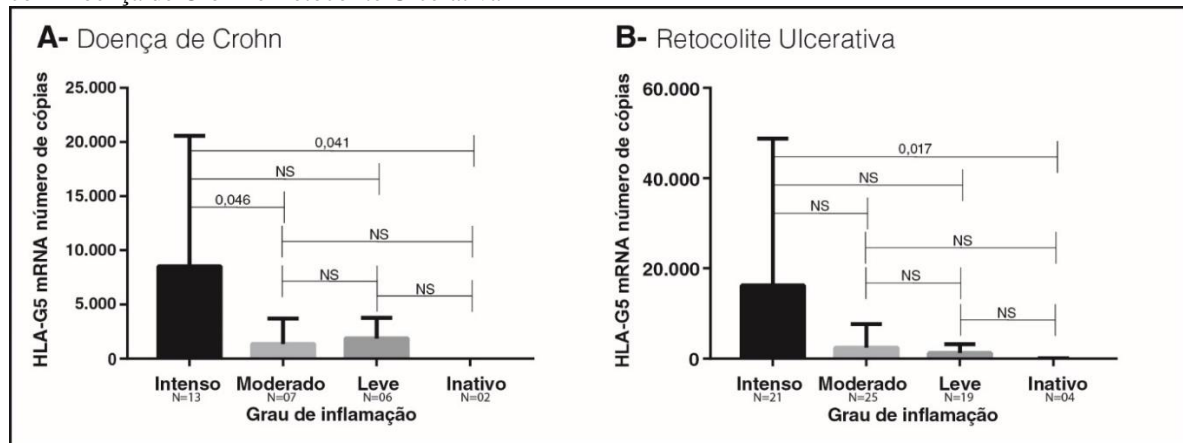 A- Doença de Crohn
HLA-G5 mRNA número de cópias
25.000
20.000
15.000
10.000
5.000
0
0,041
NS
0,046
NS
NS
NS
Intenso Moderado Leve Inativo
N=13 N=07 N=06 N=02
Grau de inflamação
B- Retocolite Ulcerativa
HLA-G5 mRNA número de cópias
60.000
40.000
20.000
0
0,017
NS
NS
NS
NS
NS
Intenso Moderado Leve Inativo
N=21 N=25 N=19 N=04
Grau de inflamação